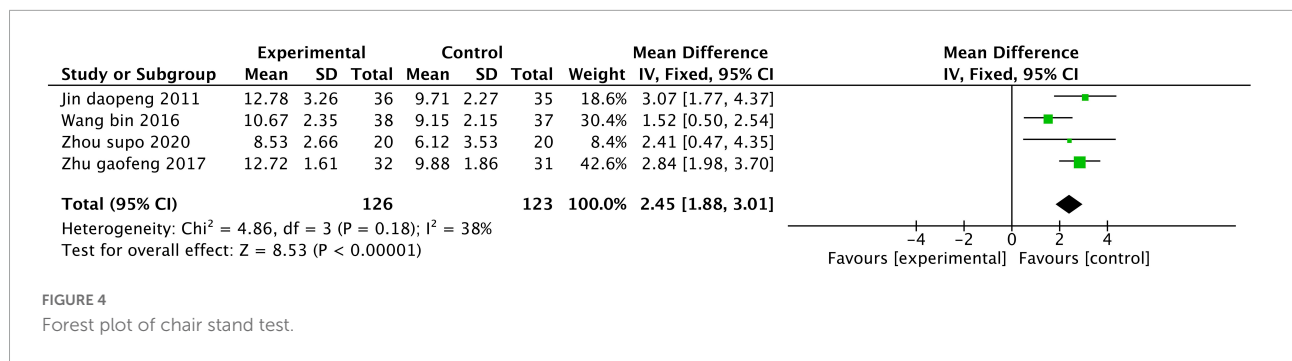 Experimental Control Mean Difference Mean Difference
Study or Subgroup Mean SD Total Mean SD Total Weight IV, Fixed, 95% CI IV, Fixed, 95% CI
Jin daopeng 2011 12.78 3.26 36 9.71 2.27 35 18.6% 3.07 [1.77, 4.37]
Wang bin 2016 10.67 2.35 38 9.15 2.15 37 30.4% 1.52 [0.50, 2.54]
Zhou supo 2020 8.53 2.66 20 6.12 3.53 20 8.4% 2.41 [0.47, 4.35]
Zhu gaofeng 2017 12.72 1.61 32 9.88 1.86 31 42.6% 2.84 [1.98, 3.70]
Total (95% CI) 126 123 100.0% 2.45 [1.88, 3.01]
Heterogeneity: Chi² = 4.86, df = 3 (P = 0.18); I² = 38%
Test for overall effect: Z = 8.53 (P < 0.00001)
−4 −2 0 2 4
Favours [experimental] Favours [control]
FIGURE 4
Forest plot of chair stand test.